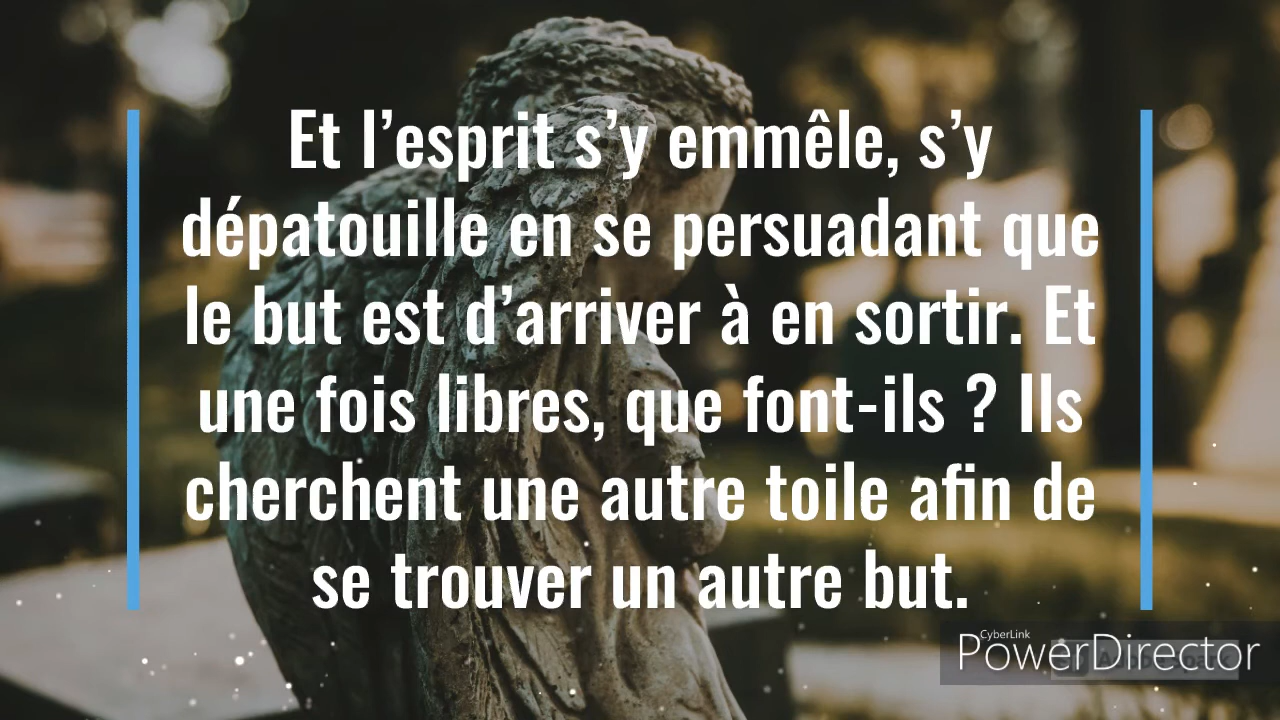 Et l’esprit s’y emmêle, s’y
dépatouille en se persuadant que
le but est d’arriver à en sortir. Et
une fois libres, que font-ils ? Ils
cherchent une autre toile afin de
se trouver un autre but.
CyberLink
PowerDirector